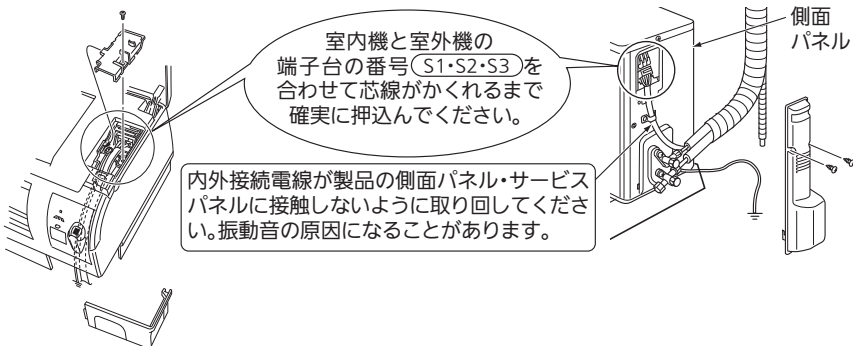 室内機と室外機の
端子台の番号 S1・S2・S3 を
合わせて芯線がかくれるまで
確実に押込んでください。
側面
パネル
内外接続電線が製品の側面パネル・サービス
パネルに接触しないように取り回してくださ
い。振動音の原因になることがあります。